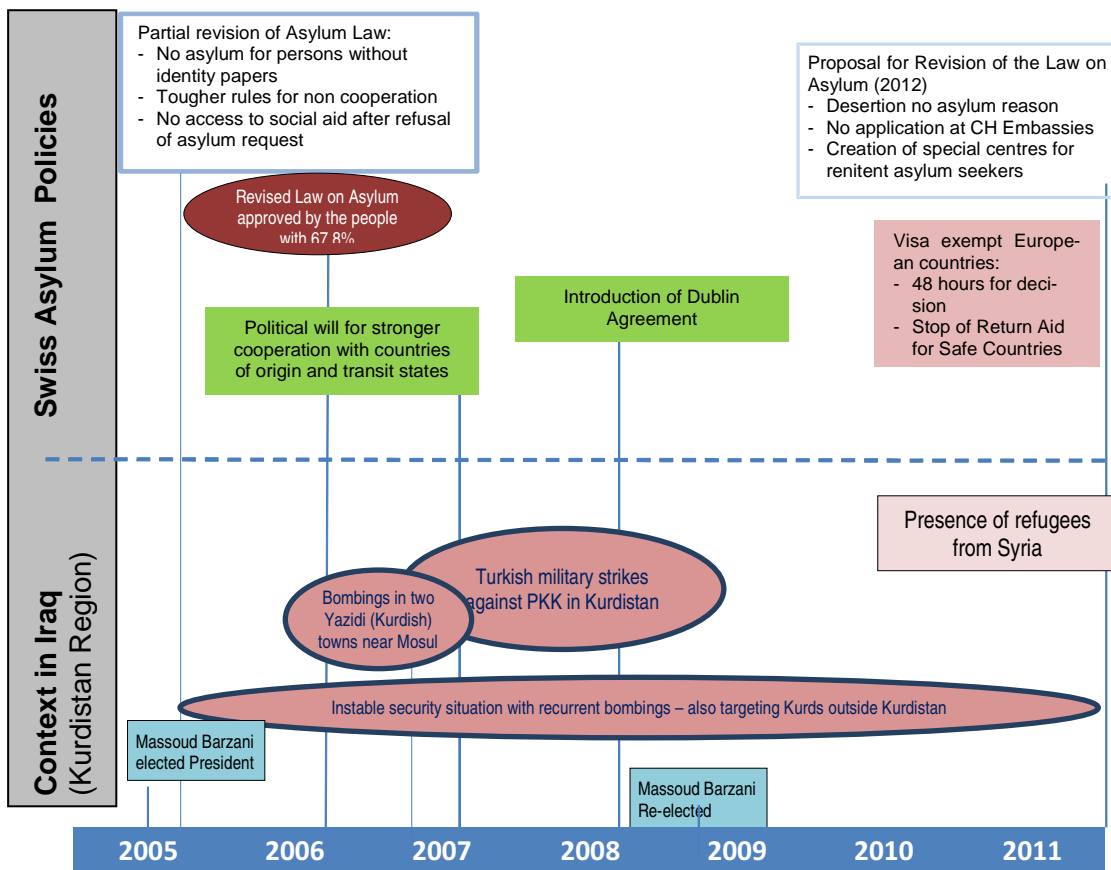 Swiss Asylum Policies
Partial revision of Asylum Law:
- No asylum for persons without
identity papers
- Tougher rules for non cooperation
- No access to social aid after refusal
of asylum request
Proposal for Revision of the Law on
Asylum (2012)
- Desertion no asylum reason
- No application at CH Embassies
- Creation of special centres for
renitent asylum seekers
Revised Law on Asylum
approved by the people
with 67.8%
Visa exempt Europe-
an countries:
- 48 hours for deci-
sion
- Stop of Return Aid
for Safe Countries
Introduction of Dublin
Agreement
Political will for stronger
cooperation with countries
of origin and transit states
Context in Iraq
(Kurdistan Region)
Presence of refugees
from Syria
Turkish military strikes
against PKK in Kurdistan
Bombings in two
Yazidi (Kurdish)
towns near Mosul
Instable security situation with recurrent bombings – also targeting Kurds outside Kurdistan
Massoud Barzani
elected President
Massoud Barzani
Re-elected
2005 2006 2007 2008 2009 2010 2011